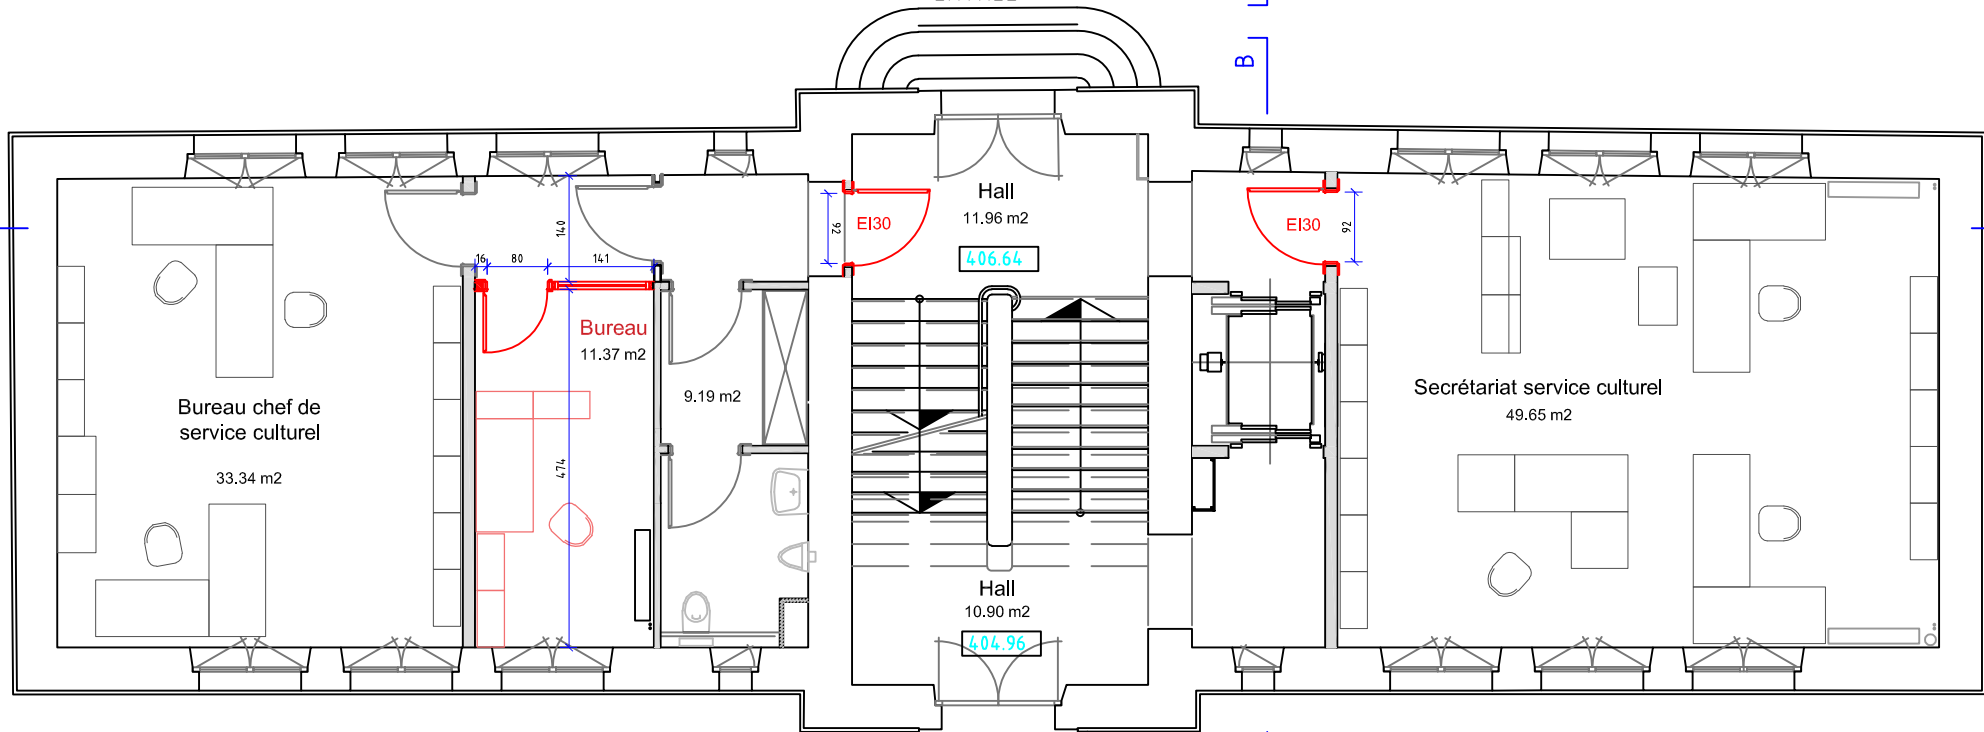 B
Hall
11.96 m2
406.64
EI30
92
EI30
92
140
16
80
141
Bureau
11.37 m2
9.19 m2
474
Bureau chef de
service culturel
33.34 m2
Secrétariat service culturel
49.65 m2
Hall
10.90 m2
404.96